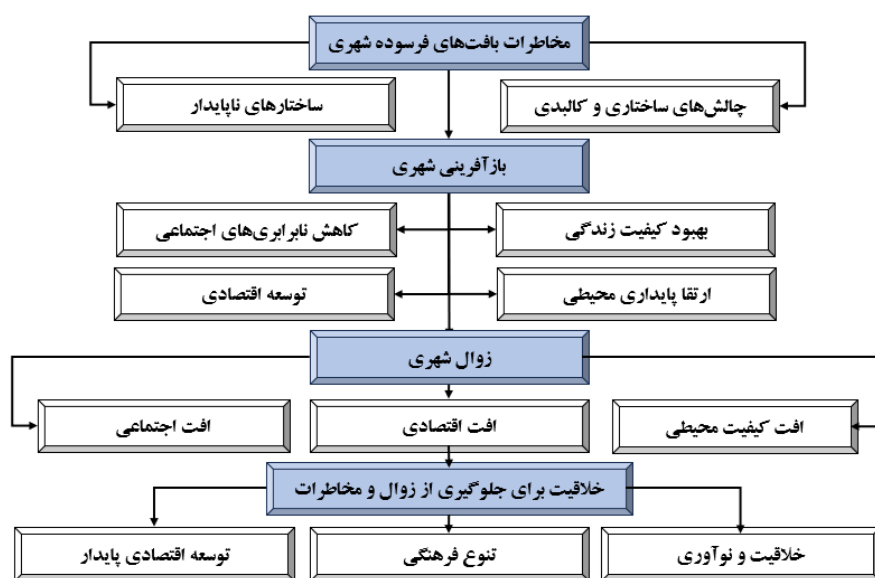 مخاطرات بافت‌های فرسوده شهری
چالش‌های ساختاری و کالبدی
ساختارهای ناپایدار
بازآفرینی شهری
بهبود کیفیت زندگی
کاهش نابرابری‌های اجتماعی
ارتقا پایداری محیطی
توسعه اقتصادی
زوال شهری
افت کیفیت محیطی
افت اقتصادی
افت اجتماعی
خلاقیت برای جلوگیری از زوال و مخاطرات
خلاقیت و نوآوری
تنوع فرهنگی
توسعه اقتصادی پایدار